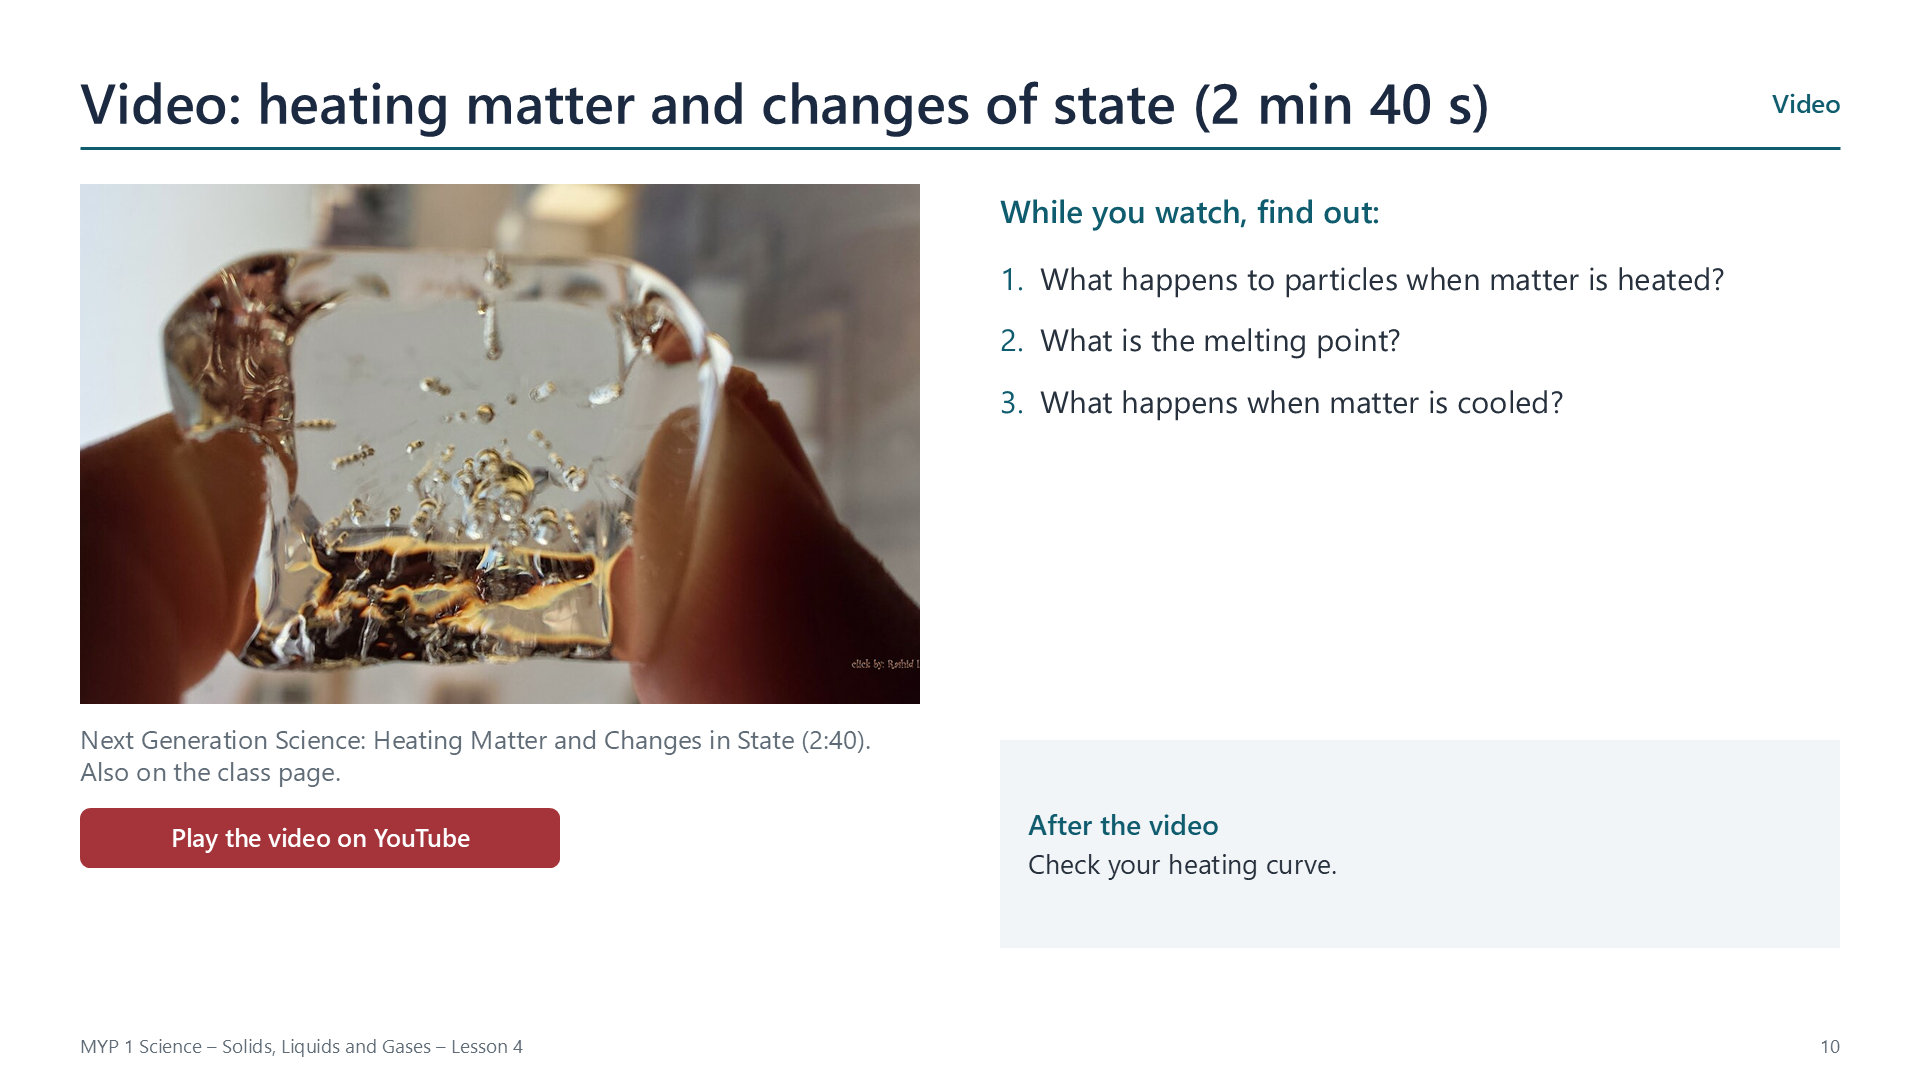 Video: heating matter and changes of state (2 min 40 s)
Video
click by: Rashid
Next Generation Science: Heating Matter and Changes in State (2:40).
Also on the class page.
Play the video on YouTube
While you watch, find out:
1. What happens to particles when matter is heated?
2. What is the melting point?
3. What happens when matter is cooled?
After the video
Check your heating curve.
MYP 1 Science – Solids, Liquids and Gases – Lesson 4
10